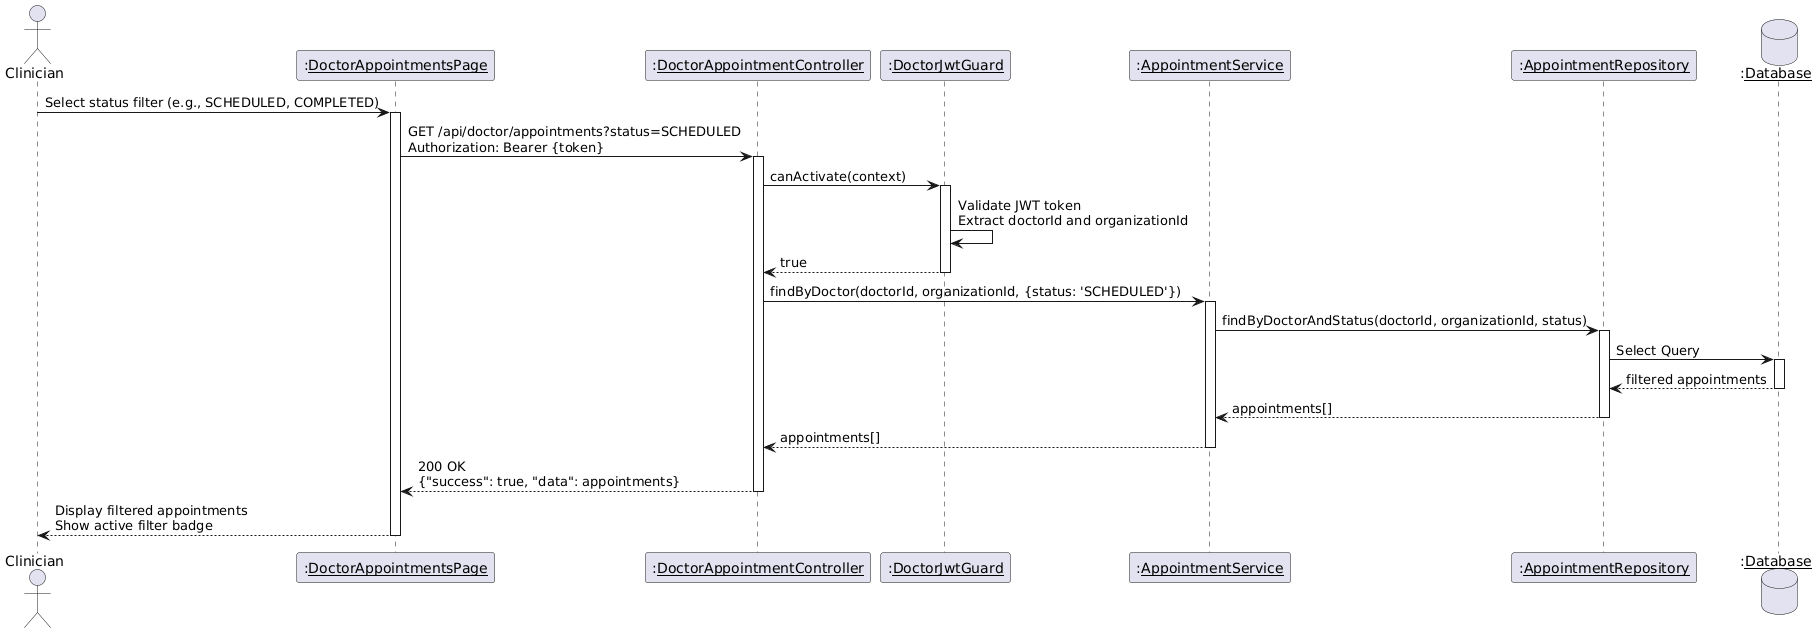 Clinician
:DoctorAppointmentsPage
:DoctorAppointmentController
:DoctorJwtGuard
:AppointmentService
:AppointmentRepository
:Database
Select status filter (e.g., SCHEDULED, COMPLETED)
GET /api/doctor/appointments?status=SCHEDULED
Authorization: Bearer {token}
canActivate(context)
Validate JWT token
Extract doctorId and organizationId
true
findByDoctor(doctorId, organizationId, {status: 'SCHEDULED'})
findByDoctorAndStatus(doctorId, organizationId, status)
Select Query
filtered appointments
appointments[]
appointments[]
200 OK
{"success": true, "data": appointments}
Display filtered appointments
Show active filter badge
Clinician
:DoctorAppointmentsPage
:DoctorAppointmentController
:DoctorJwtGuard
:AppointmentService
:AppointmentRepository
:Database